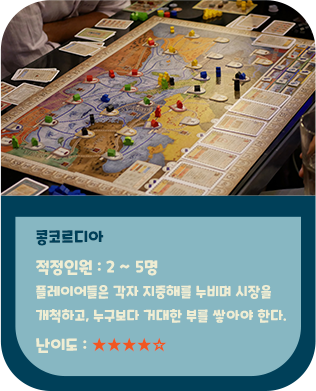 콩코르디아
적정인원 : 2 ~ 5명
플레이어들은 각자 지중해를 누비며 시장을
개척하고, 누구보다 거대한 부를 쌓아야 한다.
난이도 : ★★★★☆